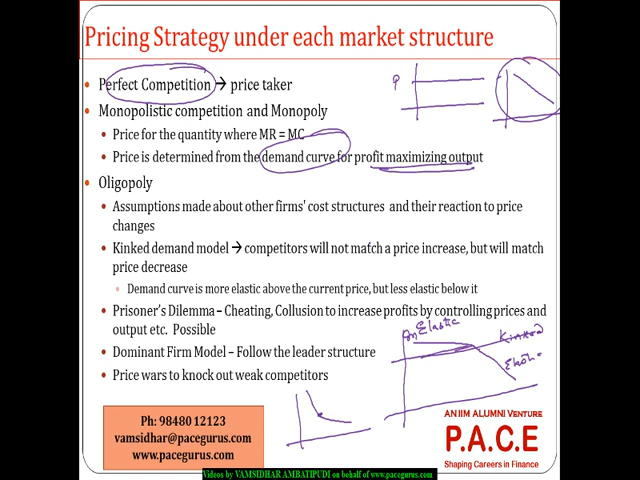 Pricing Strategy under each market structure
• Perfect Competition → price taker
P
• Monopolistic competition and Monopoly
• Price for the quantity where MR = MC
• Price is determined from the demand curve for profit maximizing output
• Oligopoly
• Assumptions made about other firms' cost structures and their reaction to price
changes
• Kinked demand model → competitors will not match a price increase, but will match
price decrease
• Demand curve is more elastic above the current price, but less elastic below it
• Prisoner's Dilemma – Cheating, Collusion to increase profits by controlling prices and
output etc. Possible
Elastic
Kinked
• Dominant Firm Model – Follow the leader structure
• Price wars to knock out weak competitors
Ph: 98480 12123
vamsidhar@pacegurus.com
www.pacegurus.com
AN IIM ALUMNI VENTURE
P.A.C.E
Shaping Careers in Finance
Videos by VAMSIDHAR AMBATIPUDI on behalf of www.pacegurus.com